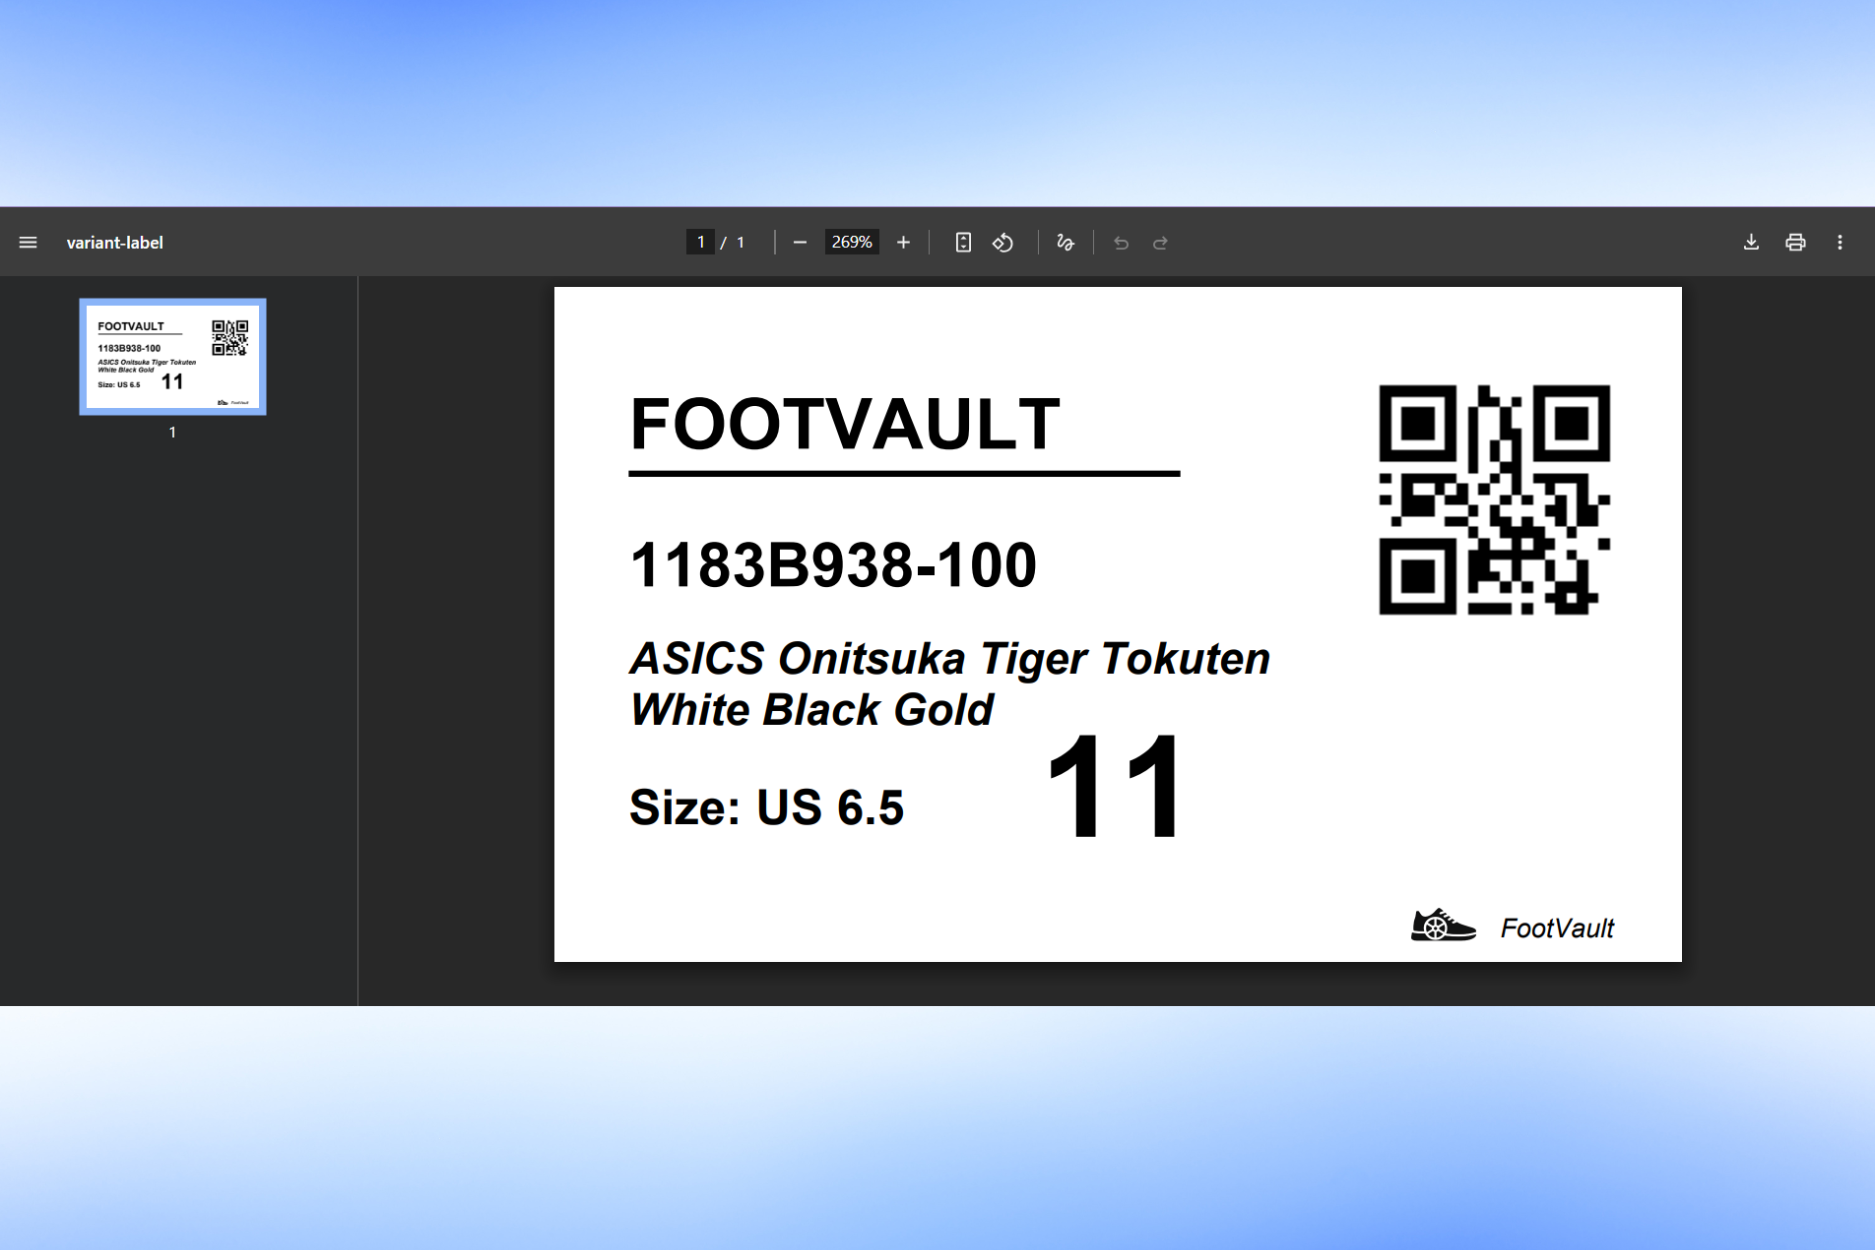 variant-label
1 / 1
269%
FOOTVAULT
1183B938-100
ASICS Onitsuka Tiger Tokuten
White Black Gold
Size: US 6.5
11
FootVault
1
FOOTVAULT
1183B938-100
ASICS Onitsuka Tiger Tokuten
White Black Gold
Size: US 6.5
11
FootVault